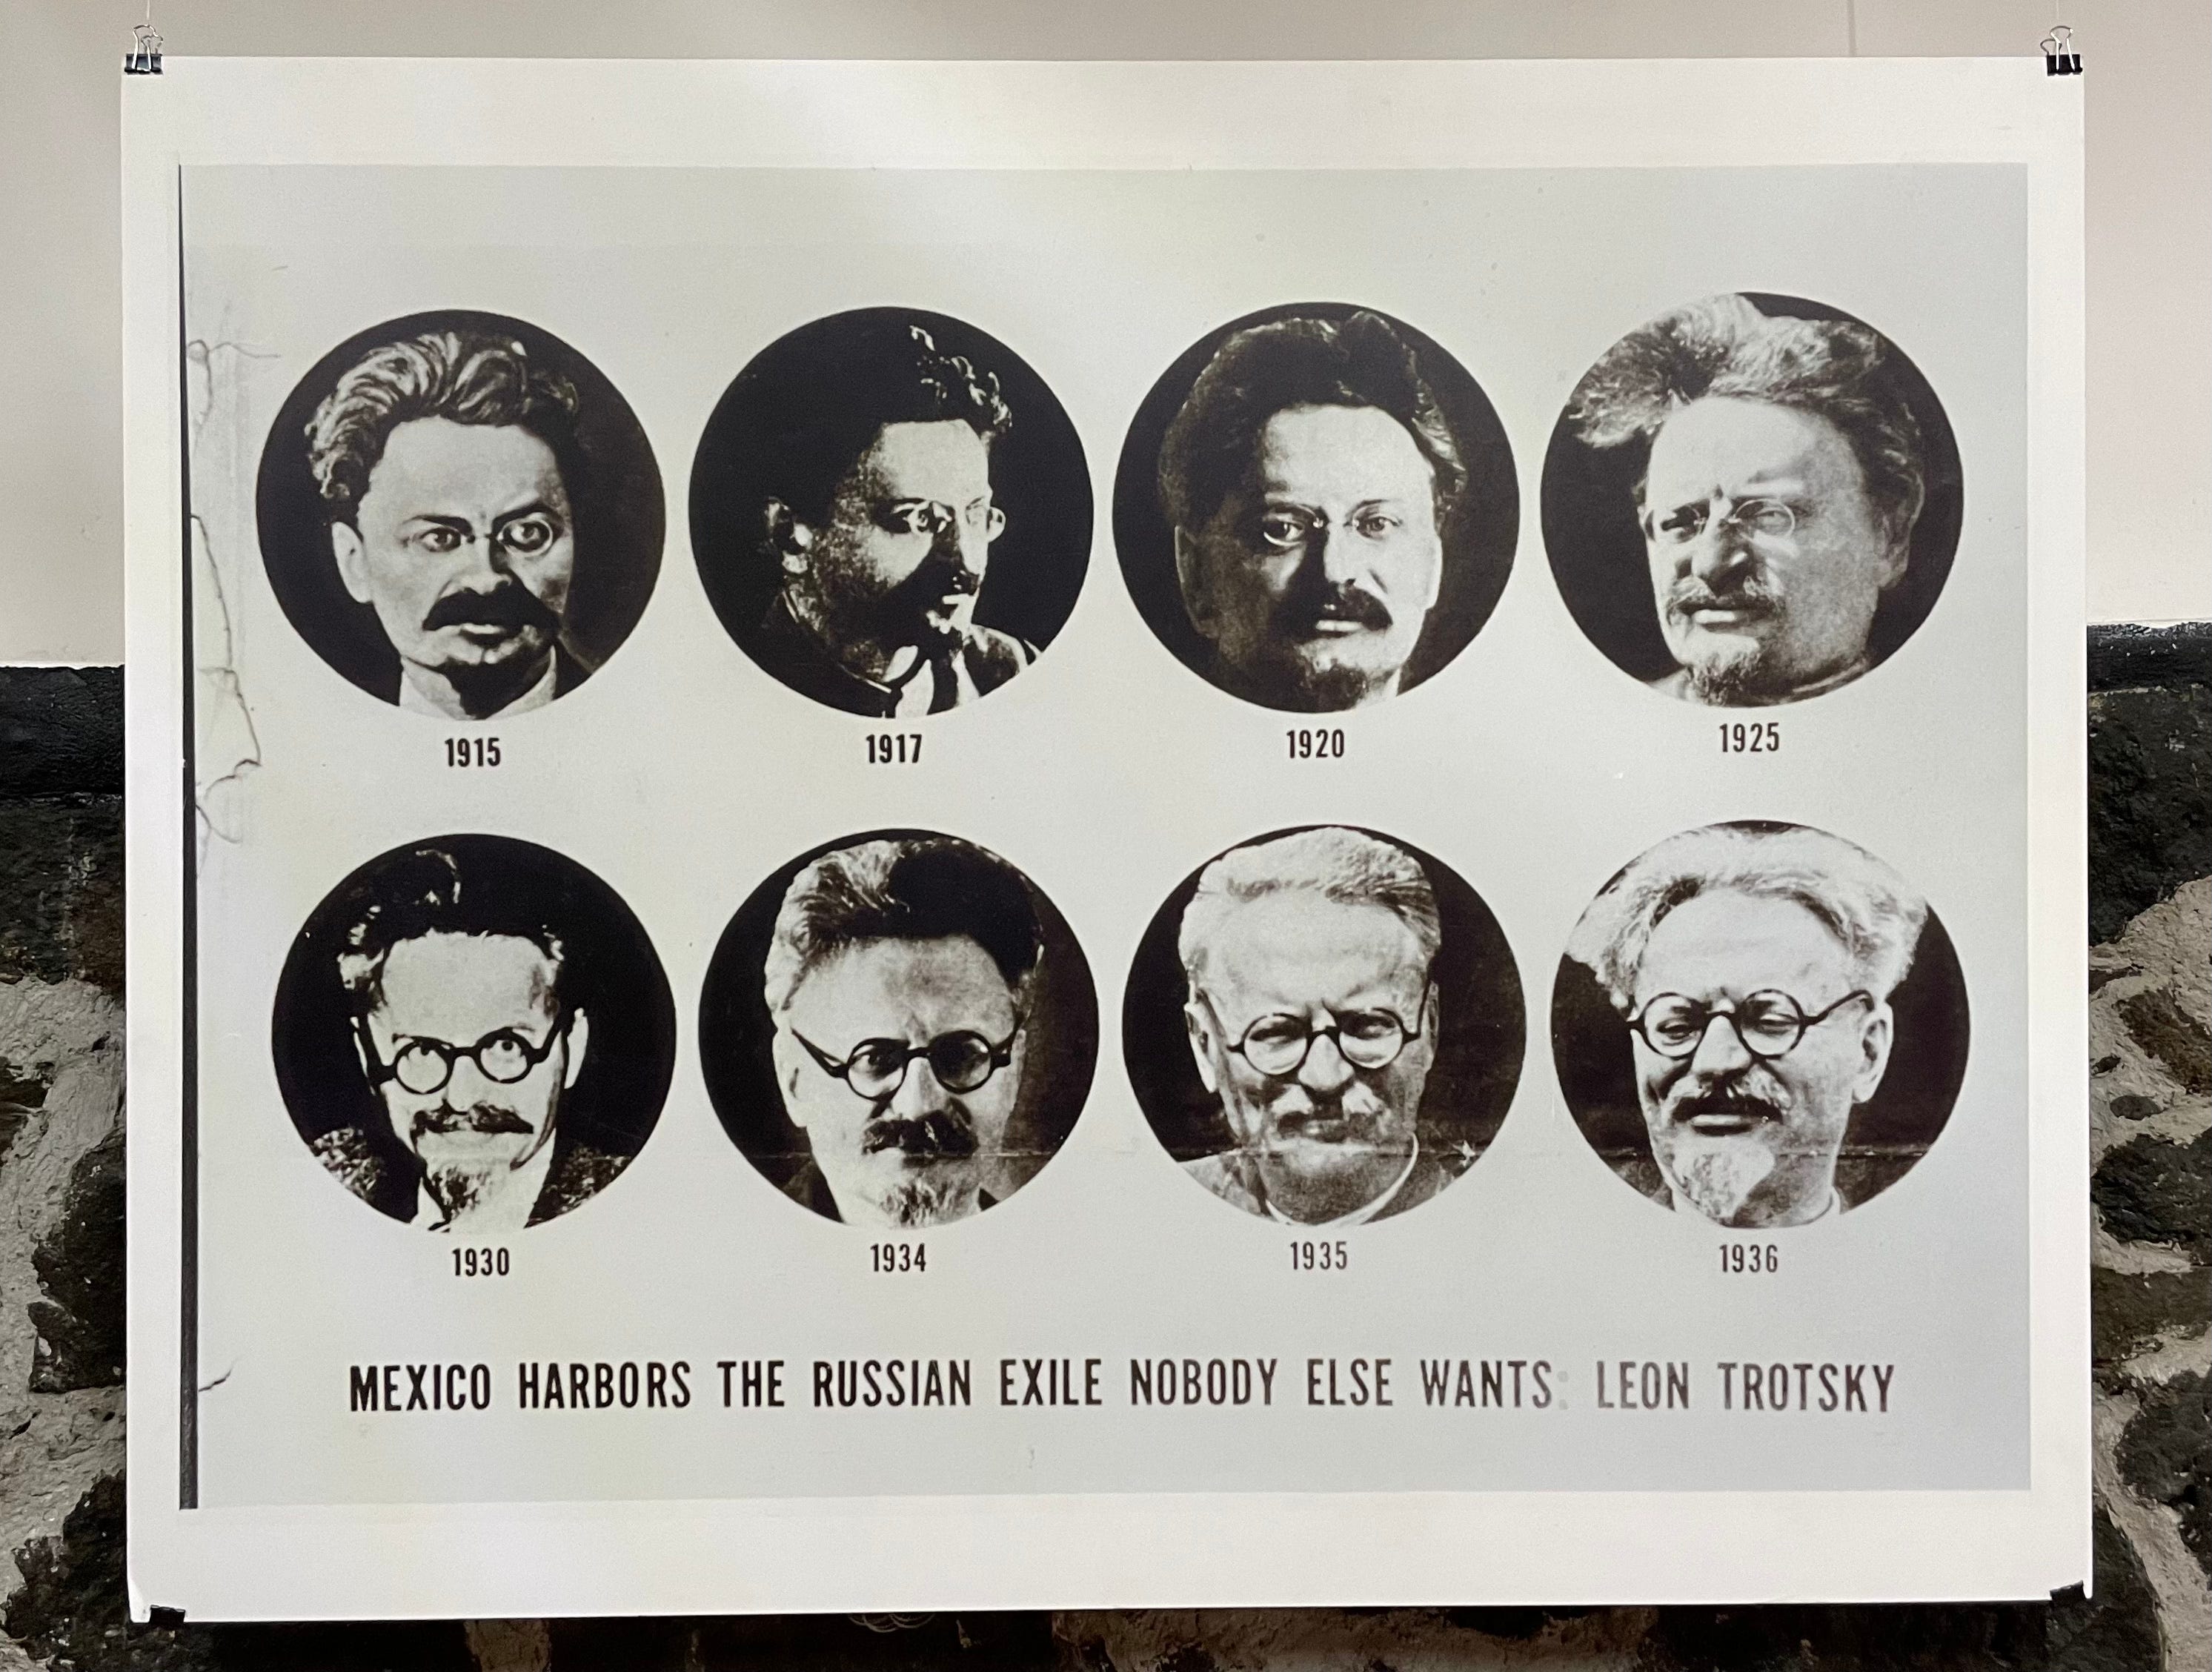 1915 1917 1920 1925
1930 1934 1935 1936
MEXICO HARBORS THE RUSSIAN EXILE NOBODY ELSE WANTS: LEON TROTSKY